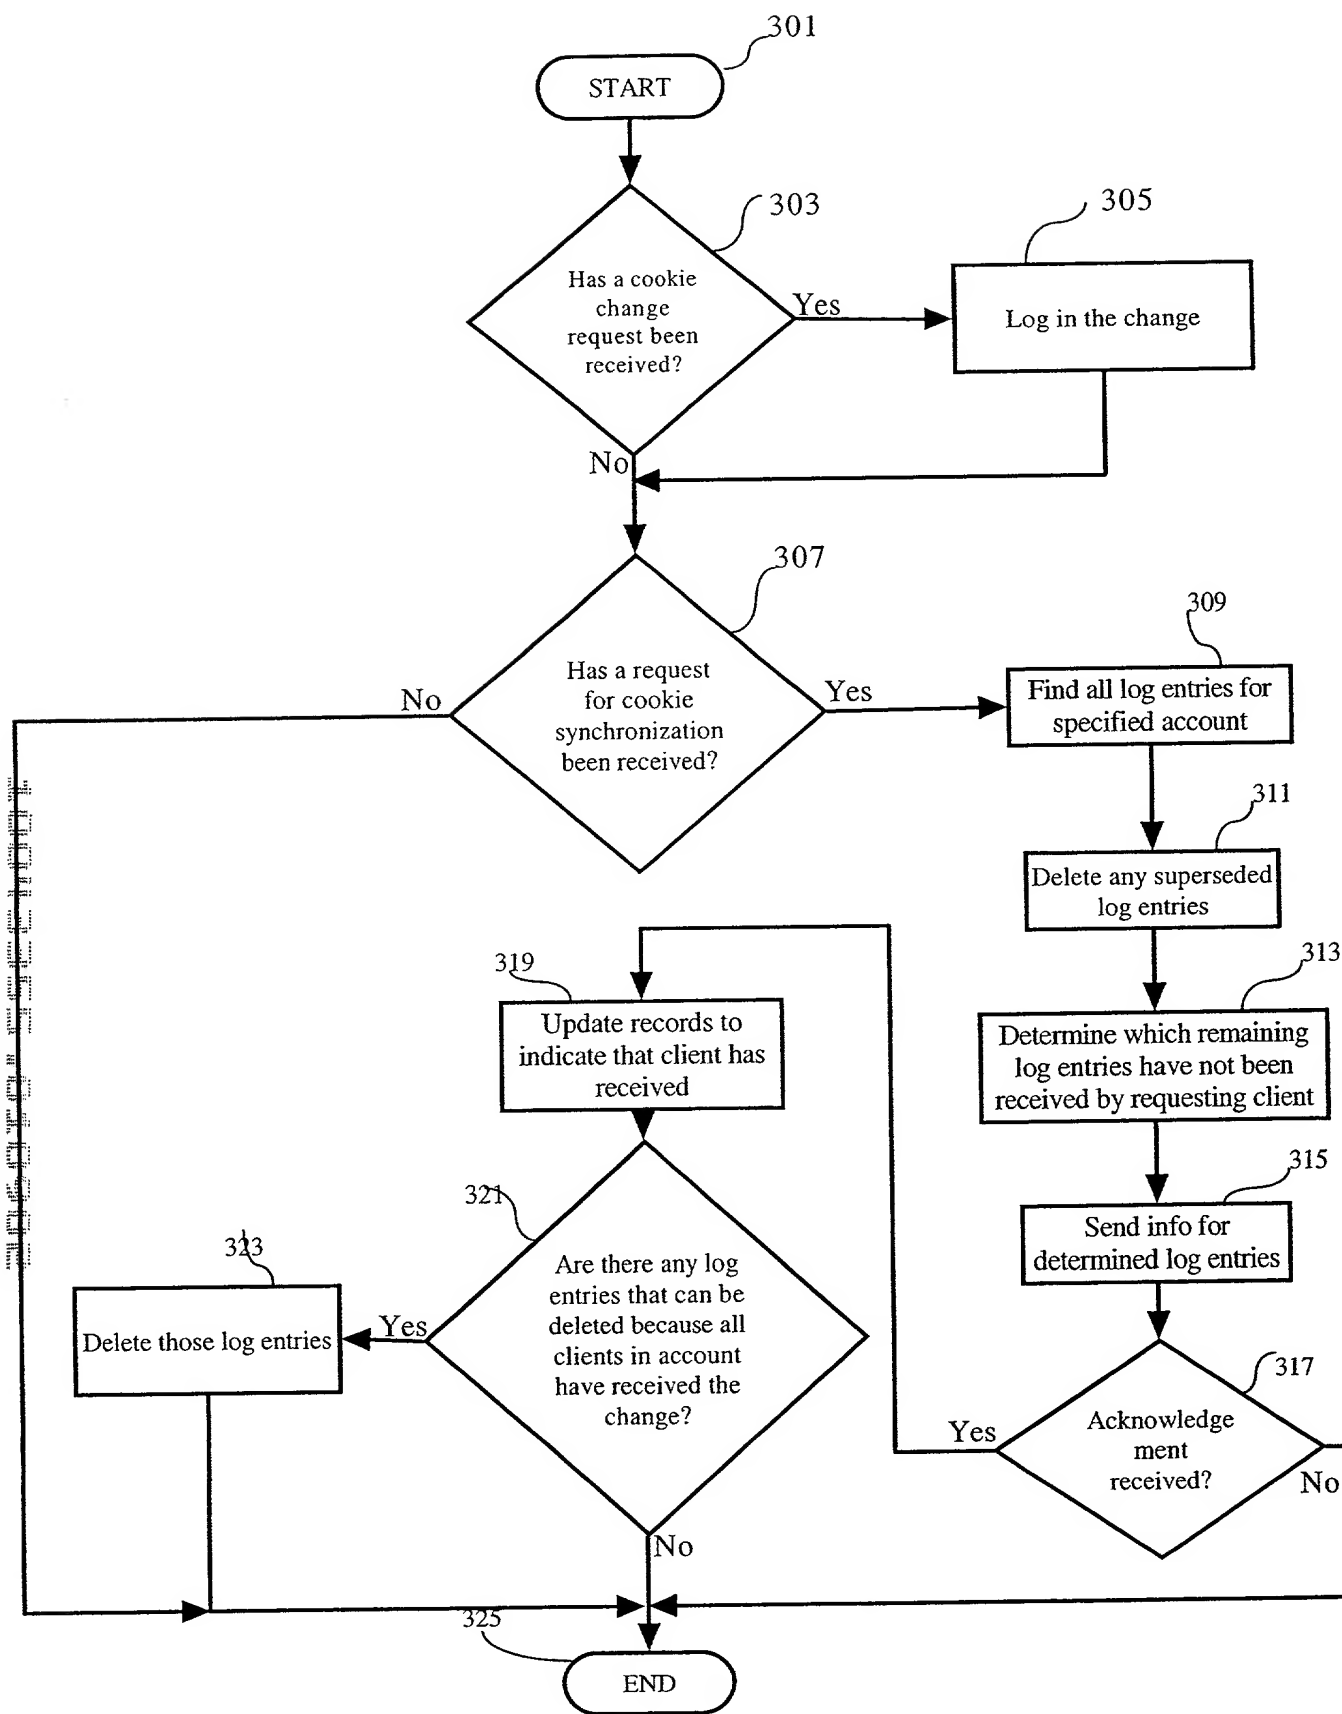 301
START
303
Has a cookie
change
request been
received?
Yes
305
Log in the change
No
307
Has a request
for cookie
synchronization
been received?
No
Yes
309
Find all log entries for
specified account
311
Delete any superseded
log entries
313
Determine which remaining
log entries have not been
received by requesting client
315
Send info for
determined log entries
317
Acknowledge
ment
received?
Yes
No
319
Update records to
indicate that client has
received
321
Are there any log
entries that can be
deleted because all
clients in account
have received the
change?
Yes
323
Delete those log entries
No
325
END